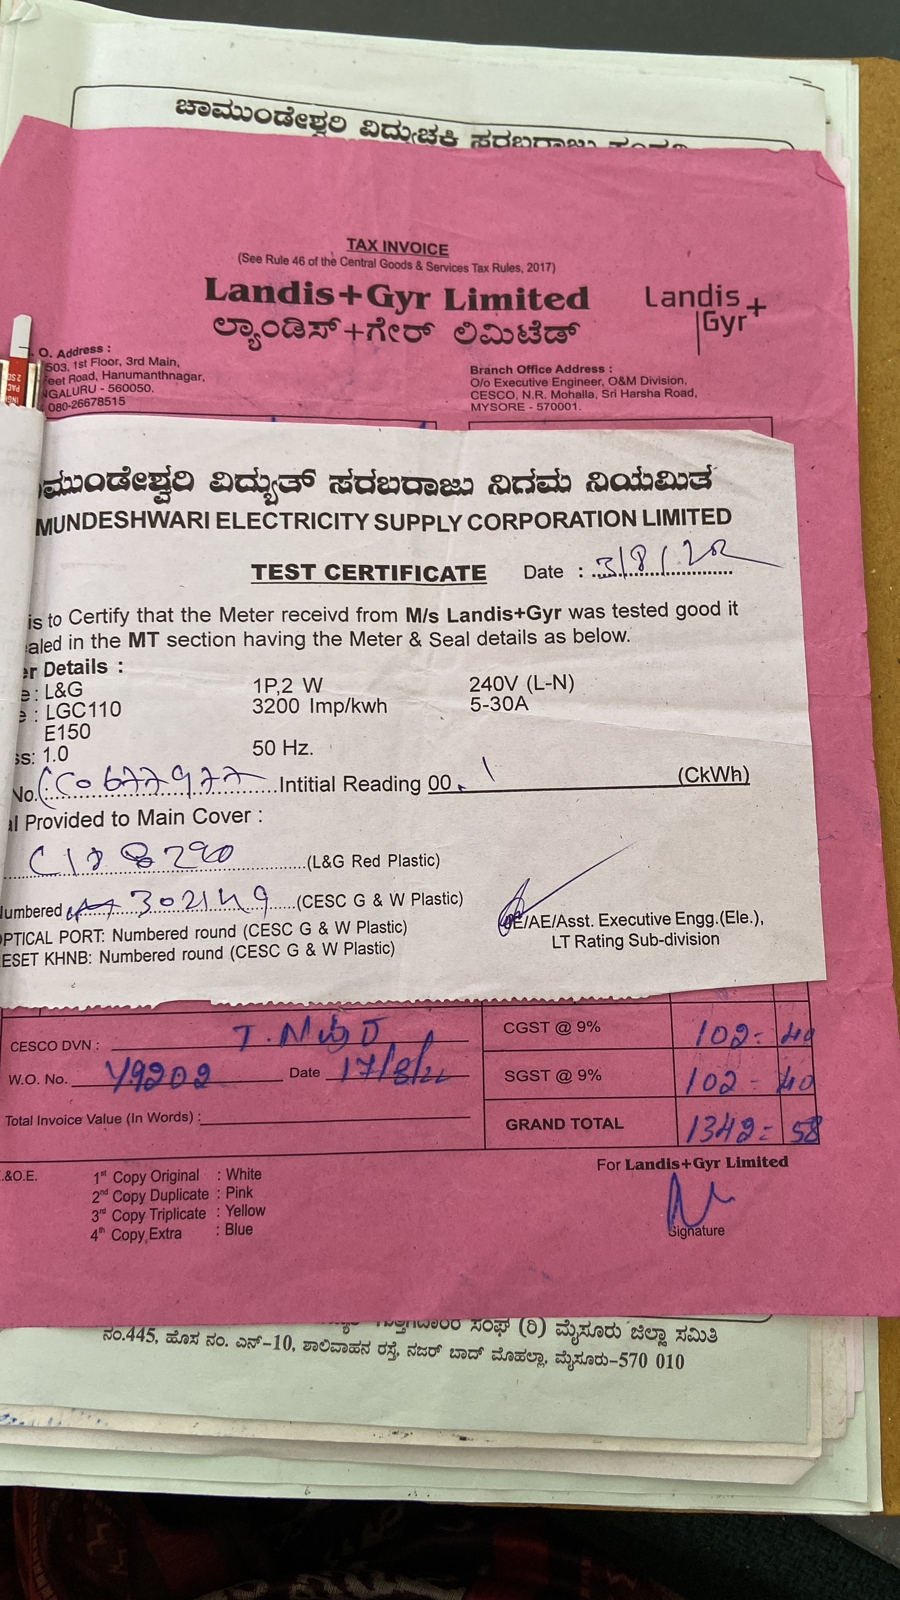 ಚಾಮುಂಡೇಶ್ವರಿ ವಿದ್ಯುಚ್ಛಕ್ತಿ ಸರಬರಾಜು
TAX INVOICE
(See Rule 46 of the Central Goods & Services Tax Rules, 2017)
Landis+Gyr Limited
ಲ್ಯಾಂಡಿಸ್+ಗೇರ್ ಲಿಮಿಟೆಡ್
Landis
Gyr+
O. Address :
503, 1st Floor, 3rd Main,
eet Road, Hanumanthnagar,
NGALURU - 560050.
080-26678515
Branch Office Address :
O/o Executive Engineer, O&M Division,
CESCO, N.R. Mohalla, Sri Harsha Road,
MYSORE - 570001.
ಮುಂಡೇಶ್ವರಿ ವಿದ್ಯುತ್ ಸರಬರಾಜು ನಿಗಮ ನಿಯಮಿತ
MUNDESHWARI ELECTRICITY SUPPLY CORPORATION LIMITED
TEST CERTIFICATE Date : 3/8/22
is to Certify that the Meter receivd from M/s Landis+Gyr was tested good it
aled in the MT section having the Meter & Seal details as below.
er Details :
e : L&G 1P,2 W 240V (L-N)
e : LGC110 3200 Imp/kwh 5-30A
E150
ss: 1.0 50 Hz.
No. CC0677977 Intitial Reading 00.1 (CkWh)
al Provided to Main Cover :
C178290 (L&G Red Plastic)
Numbered 302149 (CESC G & W Plastic)
OPTICAL PORT: Numbered round (CESC G & W Plastic)
ESET KHNB: Numbered round (CESC G & W Plastic)
E/AE/Asst. Executive Engg.(Ele.),
LT Rating Sub-division
CESCO DVN :
W.O. No. Y9202 Date 17/8/22
Total Invoice Value (In Words) :
CGST @ 9% 102=40
SGST @ 9% 102-40
GRAND TOTAL 1342=58
.&O.E.
1st Copy Original : White
2nd Copy Duplicate : Pink
3rd Copy Triplicate : Yellow
4th Copy Extra : Blue
For Landis+Gyr Limited
Signature
ಸಂಘ (ರಿ) ಮೈಸೂರು ಜಿಲ್ಲಾ ಸಮಿತಿ
ನಂ.445, ಹೊಸ ನಂ. ಎನ್-10, ಶಾಲಿವಾಹನ ರಸ್ತೆ, ನಜರ್ ಬಾದ್ ಮೊಹಲ್ಲಾ, ಮೈಸೂರು-570 010